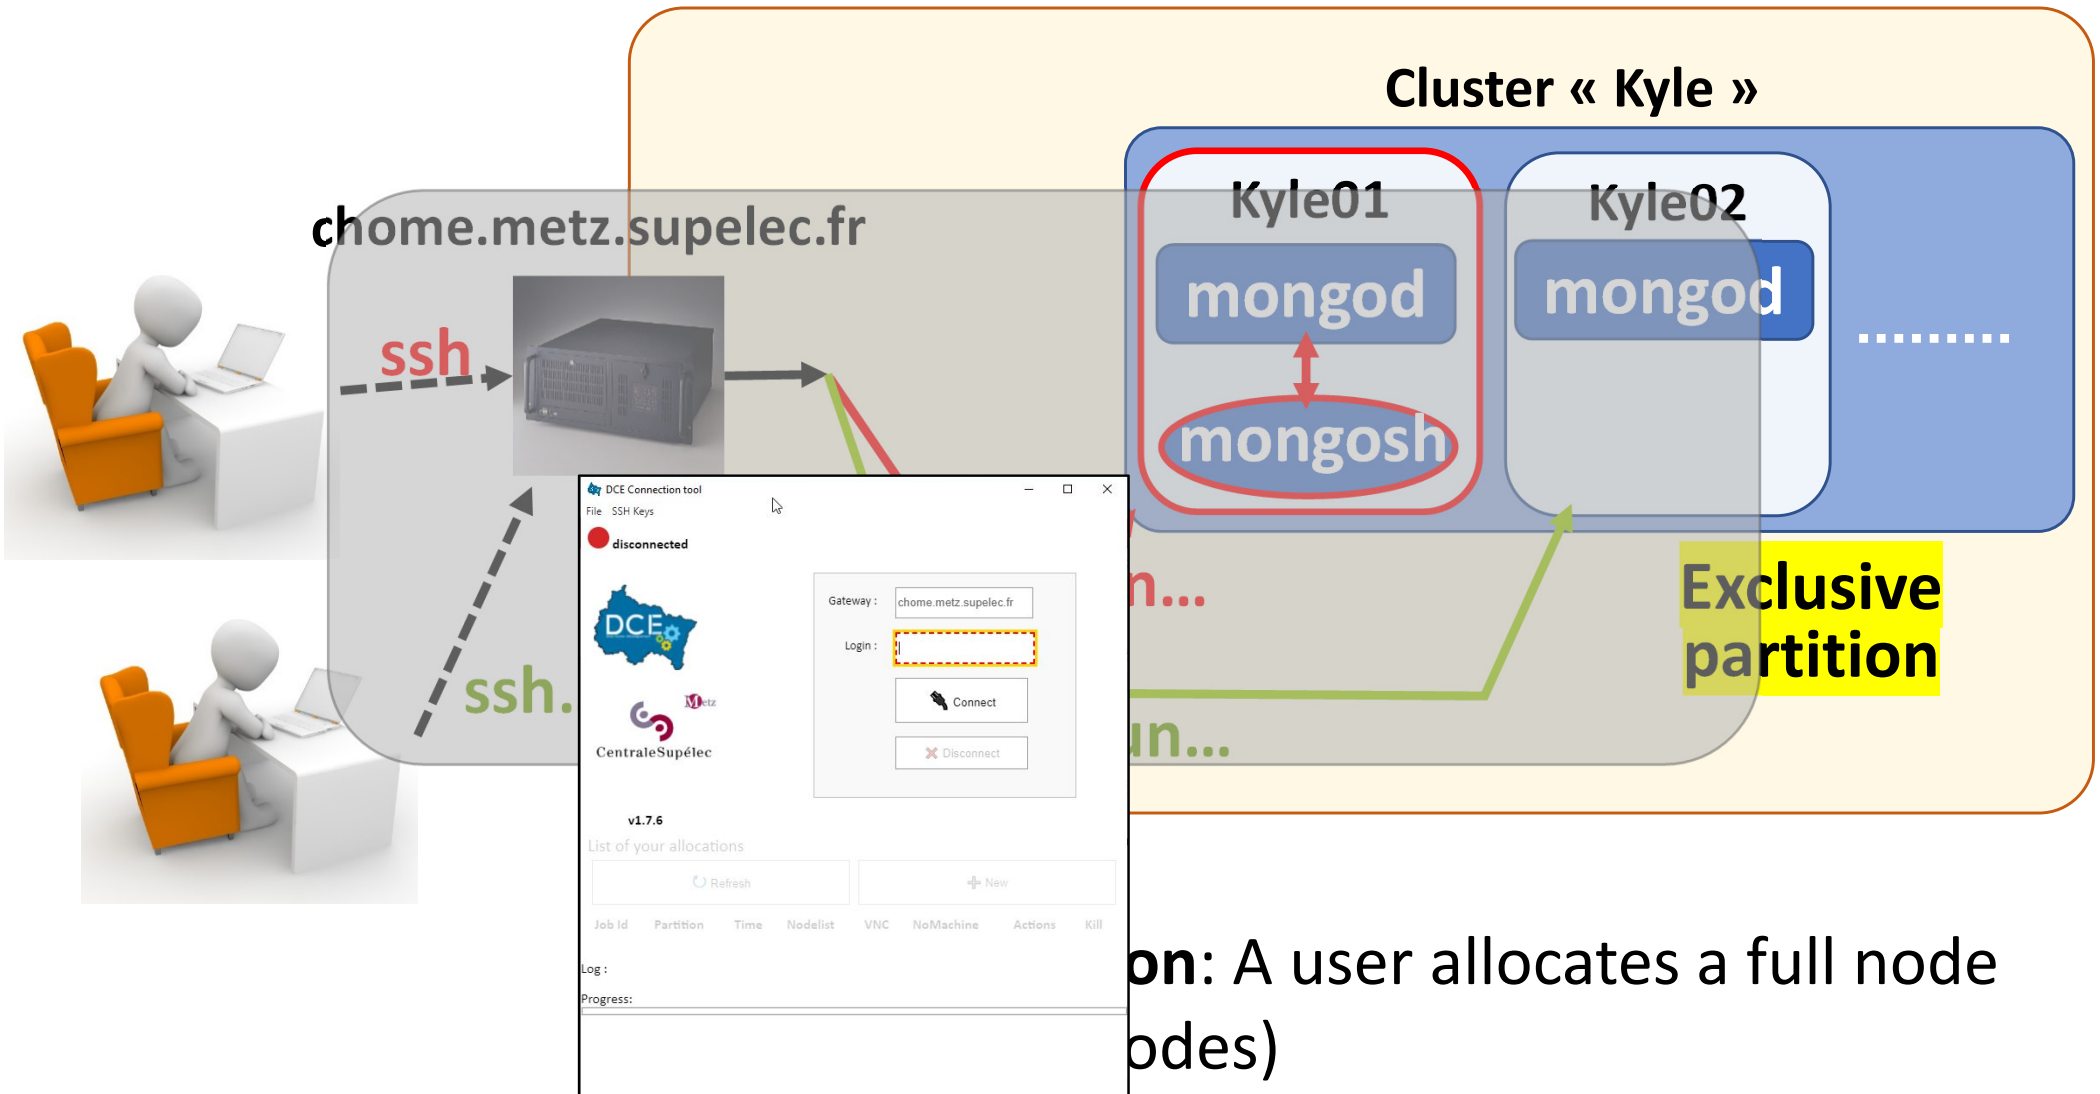 Cluster « Kyle »
Kyle01
Kyle02
chome.metz.supelec.fr
mongod
mongod
ssh
.........
mongosh
DCE Connection tool
File SSH Keys
disconnected
Exclusive
partition
n...
Gateway :
chome.metz.supelec.fr
DCE
Login :
ssh.
Connect
Metz
un...
CentraleSupélec
Disconnect
v1.7.6
List of your allocations
Refresh
New
Job Id Partition Time Nodelist VNC NoMachine Actions Kill
on: A user allocates a full node
Log :
Progress:
odes)